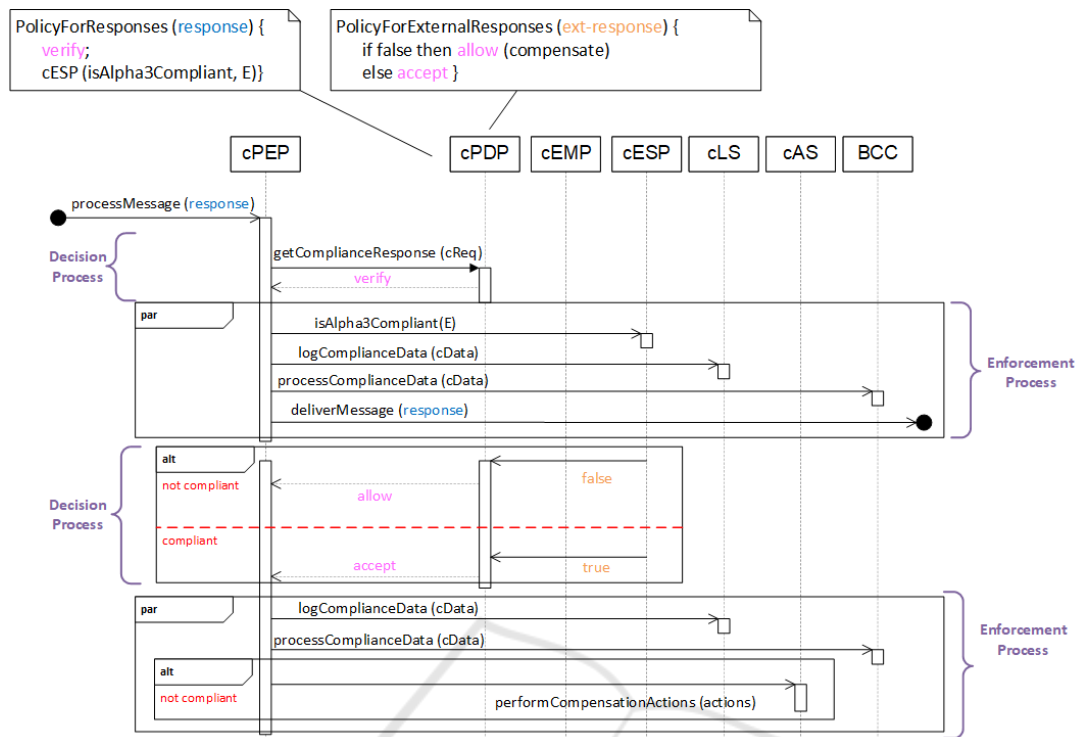 PolicyForResponses (response) {
verify;
cESP (isAlpha3Compliant, E)}
PolicyForExternalResponses (ext-response) {
if false then allow (compensate)
else accept }
cPEP
cPDP
cEMP
cESP
cLS
cAS
BCC
processMessage (response)
Decision
Process
getComplianceResponse (cReq)
verify
par
isAlpha3Compliant(E)
logComplianceData (cData)
processComplianceData (cData)
deliverMessage (response)
Enforcement
Process
Decision
Process
alt
not compliant
false
allow
compliant
true
accept
par
logComplianceData (cData)
processComplianceData (cData)
Enforcement
Process
alt
not compliant
performCompensationActions (actions)